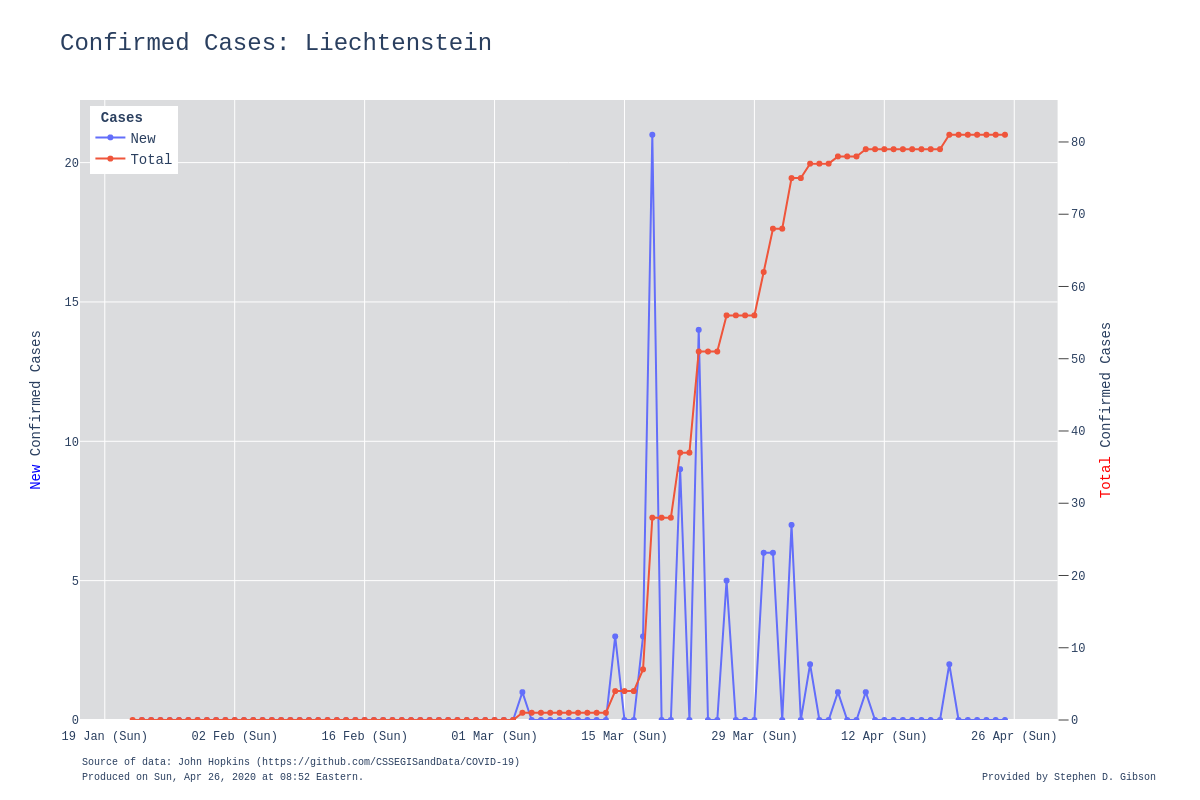 Confirmed Cases: Liechtenstein
Cases
New
Total
20
15
10
5
0
80
70
60
50
40
30
20
10
0
New Confirmed Cases
Total Confirmed Cases
19 Jan (Sun)
02 Feb (Sun)
16 Feb (Sun)
01 Mar (Sun)
15 Mar (Sun)
29 Mar (Sun)
12 Apr (Sun)
26 Apr (Sun)
Source of data: John Hopkins (https://github.com/CSSEGISandData/COVID-19)
Produced on Sun, Apr 26, 2020 at 08:52 Eastern.
Provided by Stephen D. Gibson